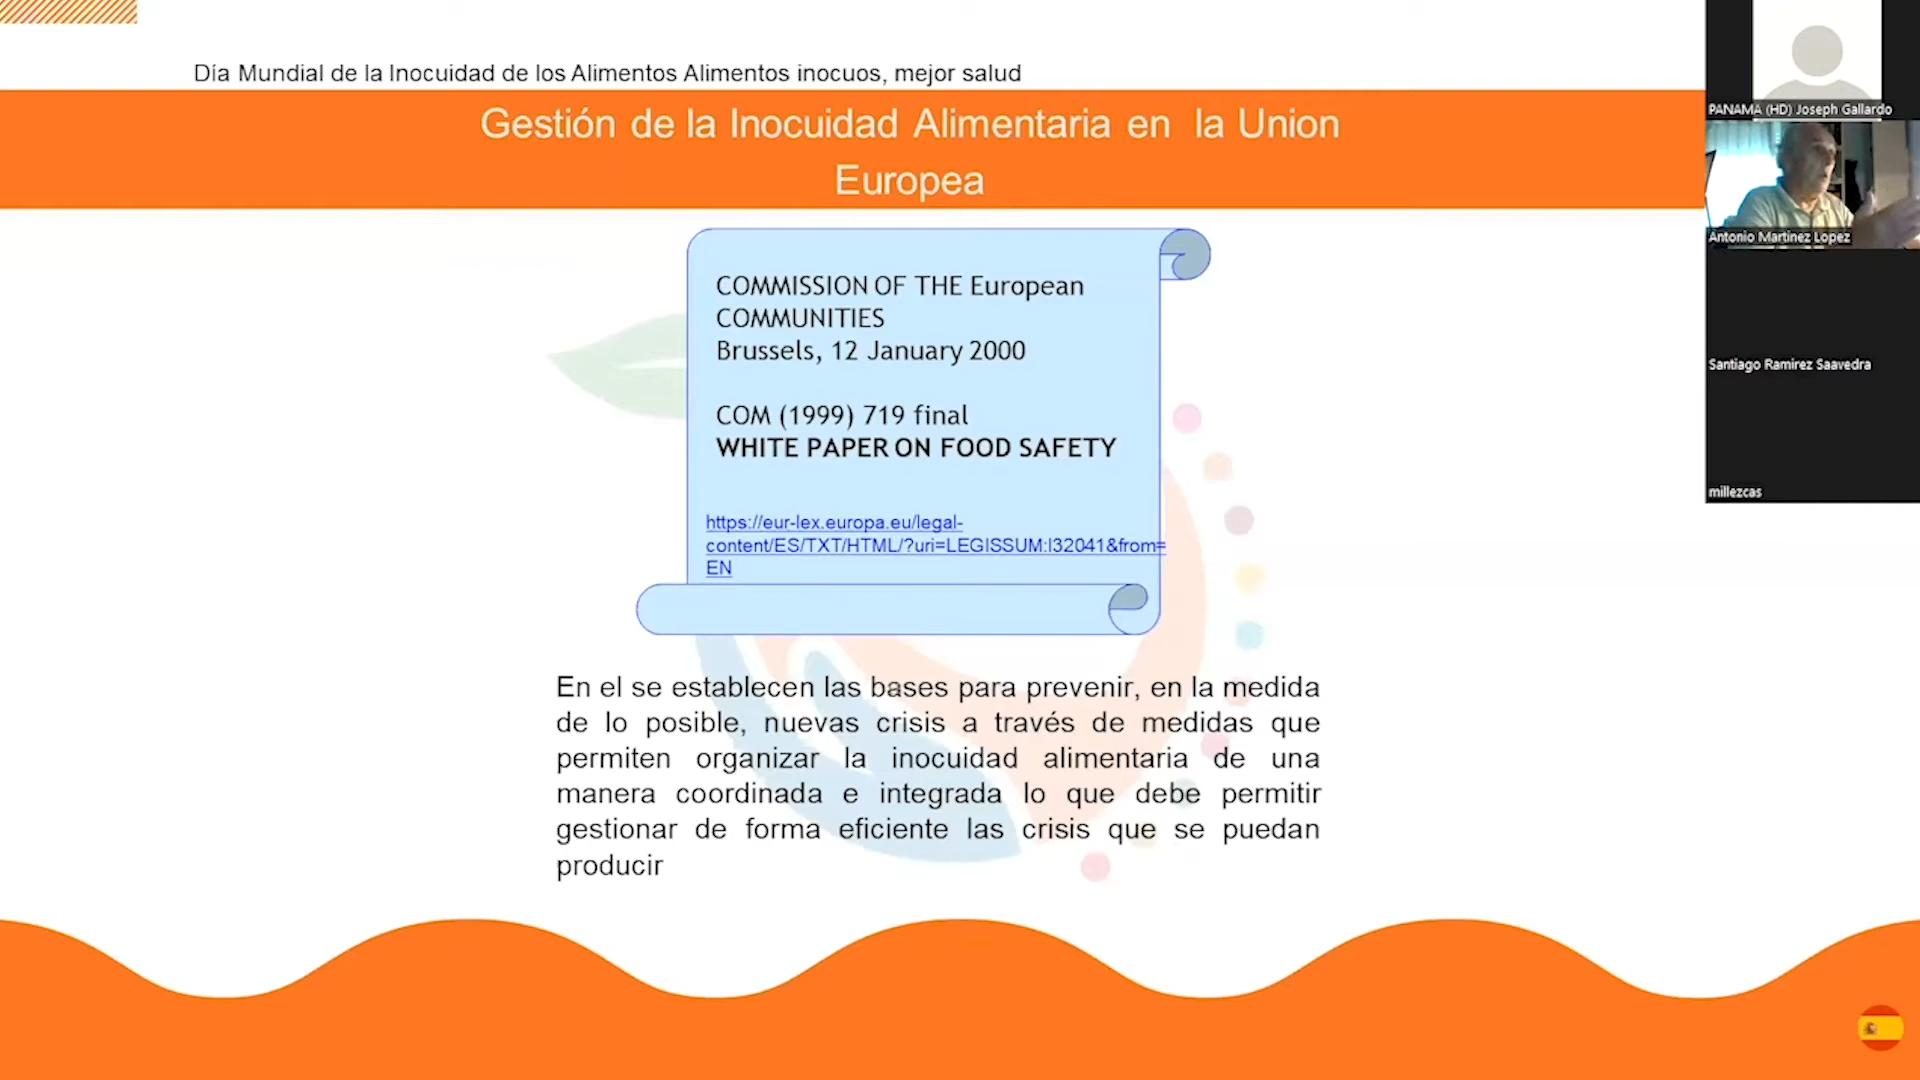 Día Mundial de la Inocuidad de los Alimentos Alimentos inocuos, mejor salud
Gestión de la Inocuidad Alimentaria en la Union
Europea
COMMISSION OF THE European
COMMUNITIES
Brussels, 12 January 2000
COM (1999) 719 final
WHITE PAPER ON FOOD SAFETY
https://eur-lex.europa.eu/legal-
content/ES/TXT/HTML/?uri=LEGISSUM:l32041&from=
EN
En el se establecen las bases para prevenir, en la medida
de lo posible, nuevas crisis a través de medidas que
permiten organizar la inocuidad alimentaria de una
manera coordinada e integrada lo que debe permitir
gestionar de forma eficiente las crisis que se puedan
producir
PANAMA (HD) Joseph Gallardo
Antonio Martinez Lopez
Santiago Ramirez Saavedra
millezcas